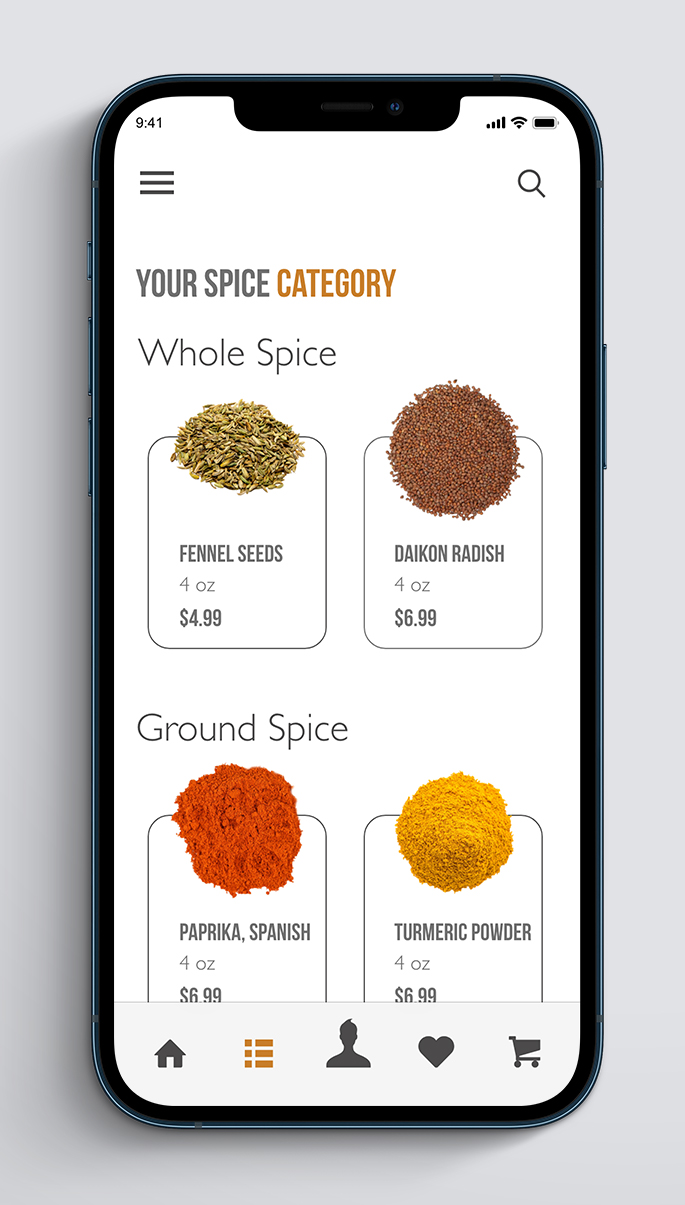 9:41
YOUR SPICE CATEGORY
Whole Spice
FENNEL SEEDS
4 oz
$4.99
DAIKON RADISH
4 oz
$6.99
Ground Spice
PAPRIKA, SPANISH
4 oz
$6.99
TURMERIC POWDER
4 oz
$6.99